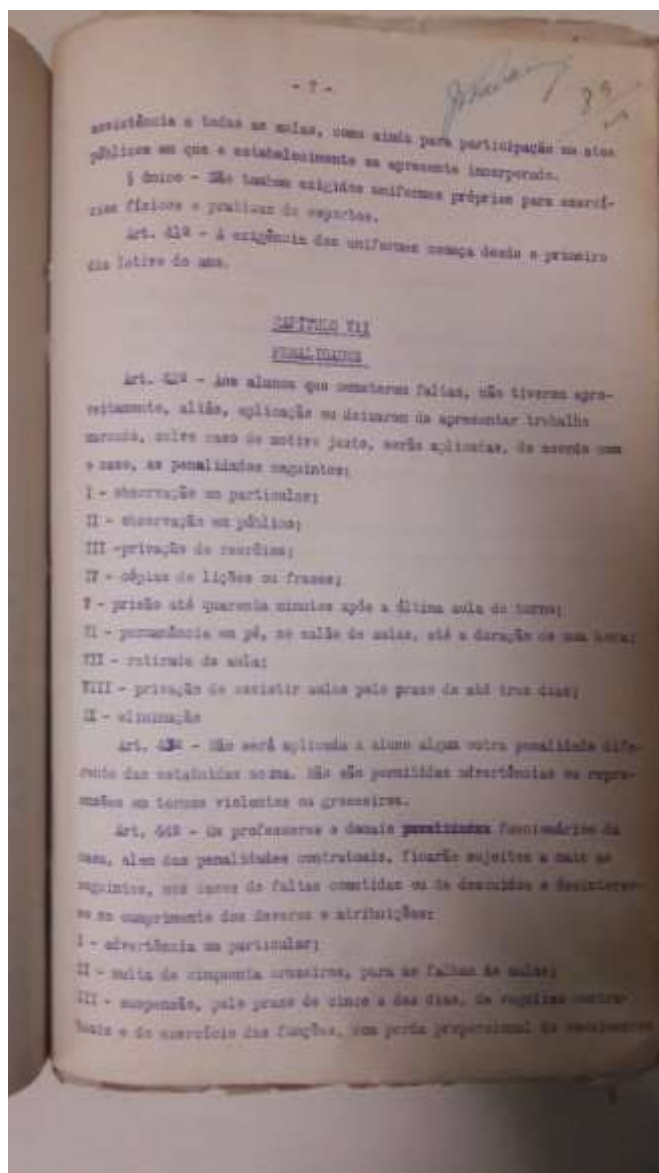 - 7 -
39
assistência a todas as aulas, como ainda para participação em atos
públicos em que o estabelecimento se apresente incorporado.
§ único - São tambem exigidos uniformes próprios para exercí-
cios físicos e praticas de esportes.
Art. 41º - A exigência dos uniformes começa desde o primeiro
dia letivo do ano.
CAPÍTULO VII
PENALIDADES
Art. 42º - Aos alunos que cometerem faltas, não tiverem apro-
veitamento, aliás, aplicação ou deixarem de apresentar trabalho
marcado, salvo caso de motivo justo, serão aplicadas, de acordo com
o caso, as penalidades seguintes:
I - observação em particular;
II - observação em público;
III -privação de recreios;
IV - cópias de lições ou frases;
V - prisão até quarenta minutos após a última aula do turno;
VI - permanência em pé, no salão de aulas, até a duração de uma hora;
VII - retirada da aula;
VIII - privação de assistir aulas pelo prazo de até tres dias;
IX - eliminação
Art. 43º - Não será aplicada a aluno algum outra penalidade dife-
rente das estatuidas acima. Não são permitidas advertências ou repre-
ensões em termos violentos ou grosseiros.
Art. 44º - Os professores e demais penalidades funcionários da
casa, alem das penalidades contratuais, ficarão sujeitos a mais as
seguintes, nos casos de faltas cometidas ou de descuidos e desinteres-
se no cumprimento dos deveres e atribuições:
I - advertência em particular;
II - multa de cinquenta cruzeiros, para as falhas às aulas;
III - suspensão, pelo prazo de cinco a dez dias, de regalias contra-
tuais e do exercício das funções, com perda proporcional de vencimentos